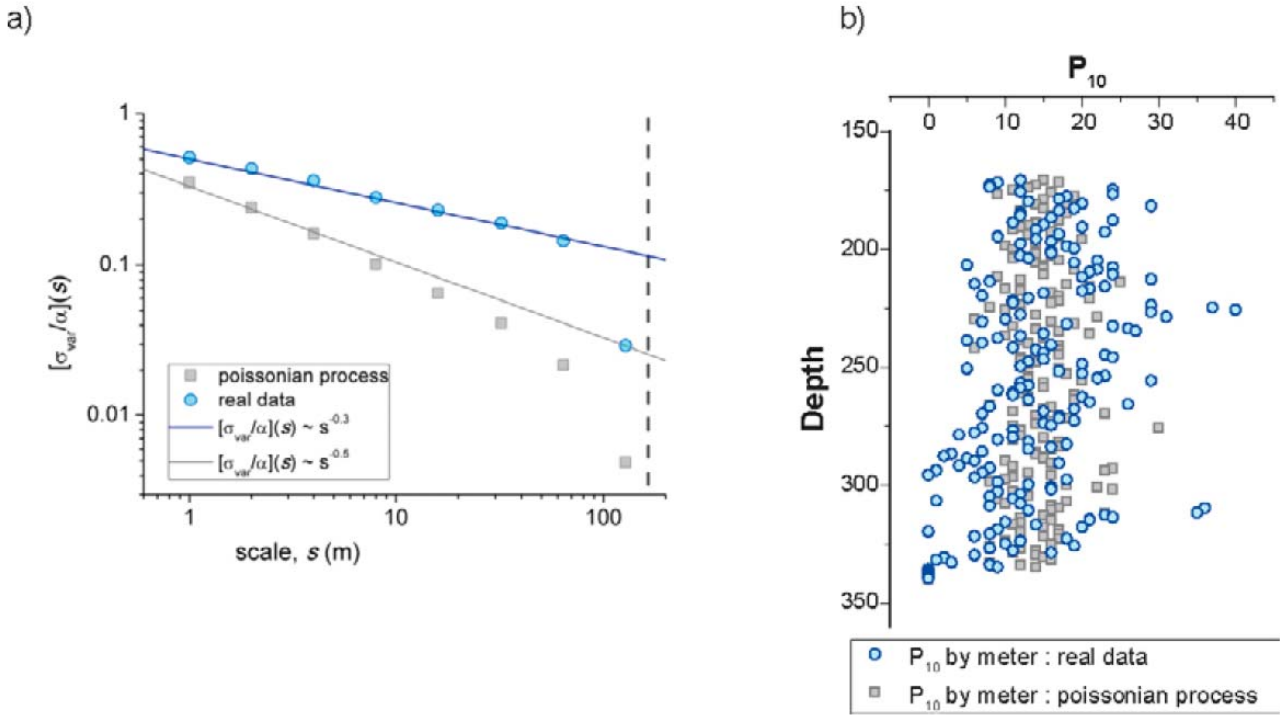 a)
1
0.1
0.01
[σvar/α](s)
poissonian process
real data
[σvar/α](s) ~ s-0.3
[σvar/α](s) ~ s-0.5
1 10 100
scale, s (m)
b)
P10
0 10 20 30 40
150
200
250
300
350
Depth
P10 by meter : real data
P10 by meter : poissonian process